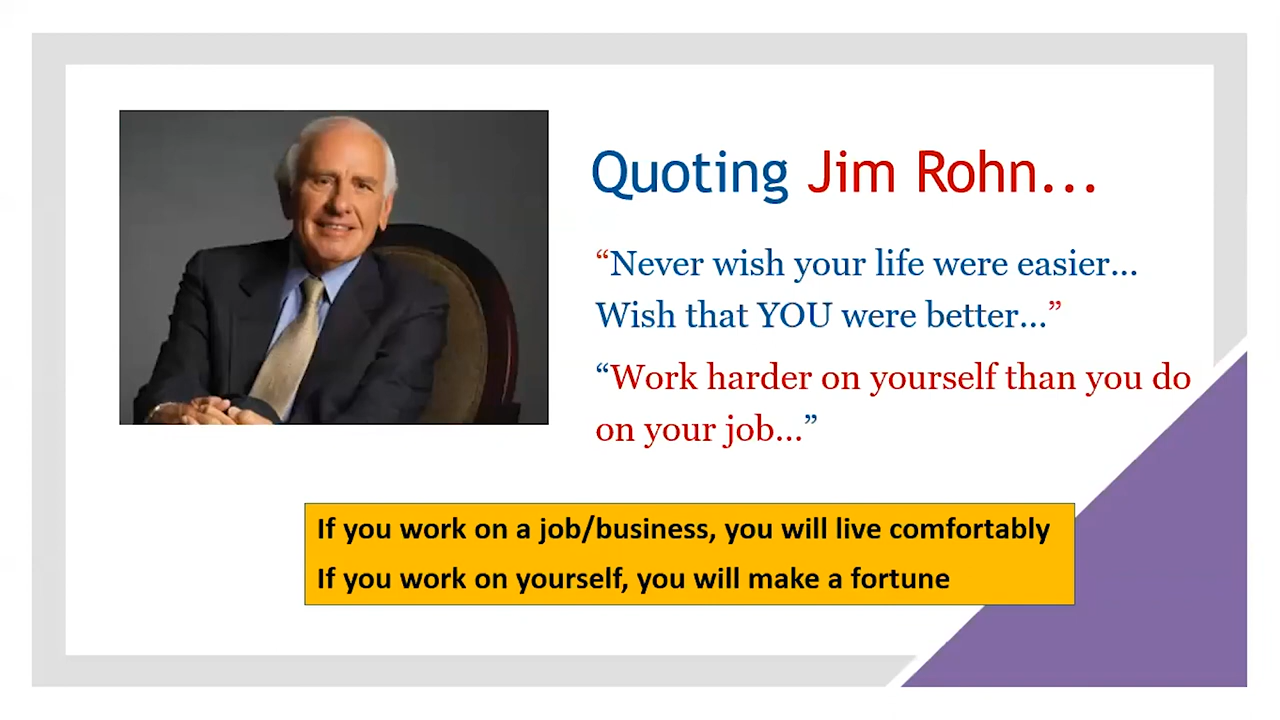 Quoting Jim Rohn...
“Never wish your life were easier...
Wish that YOU were better...”
“Work harder on yourself than you do
on your job...”
If you work on a job/business, you will live comfortably
If you work on yourself, you will make a fortune